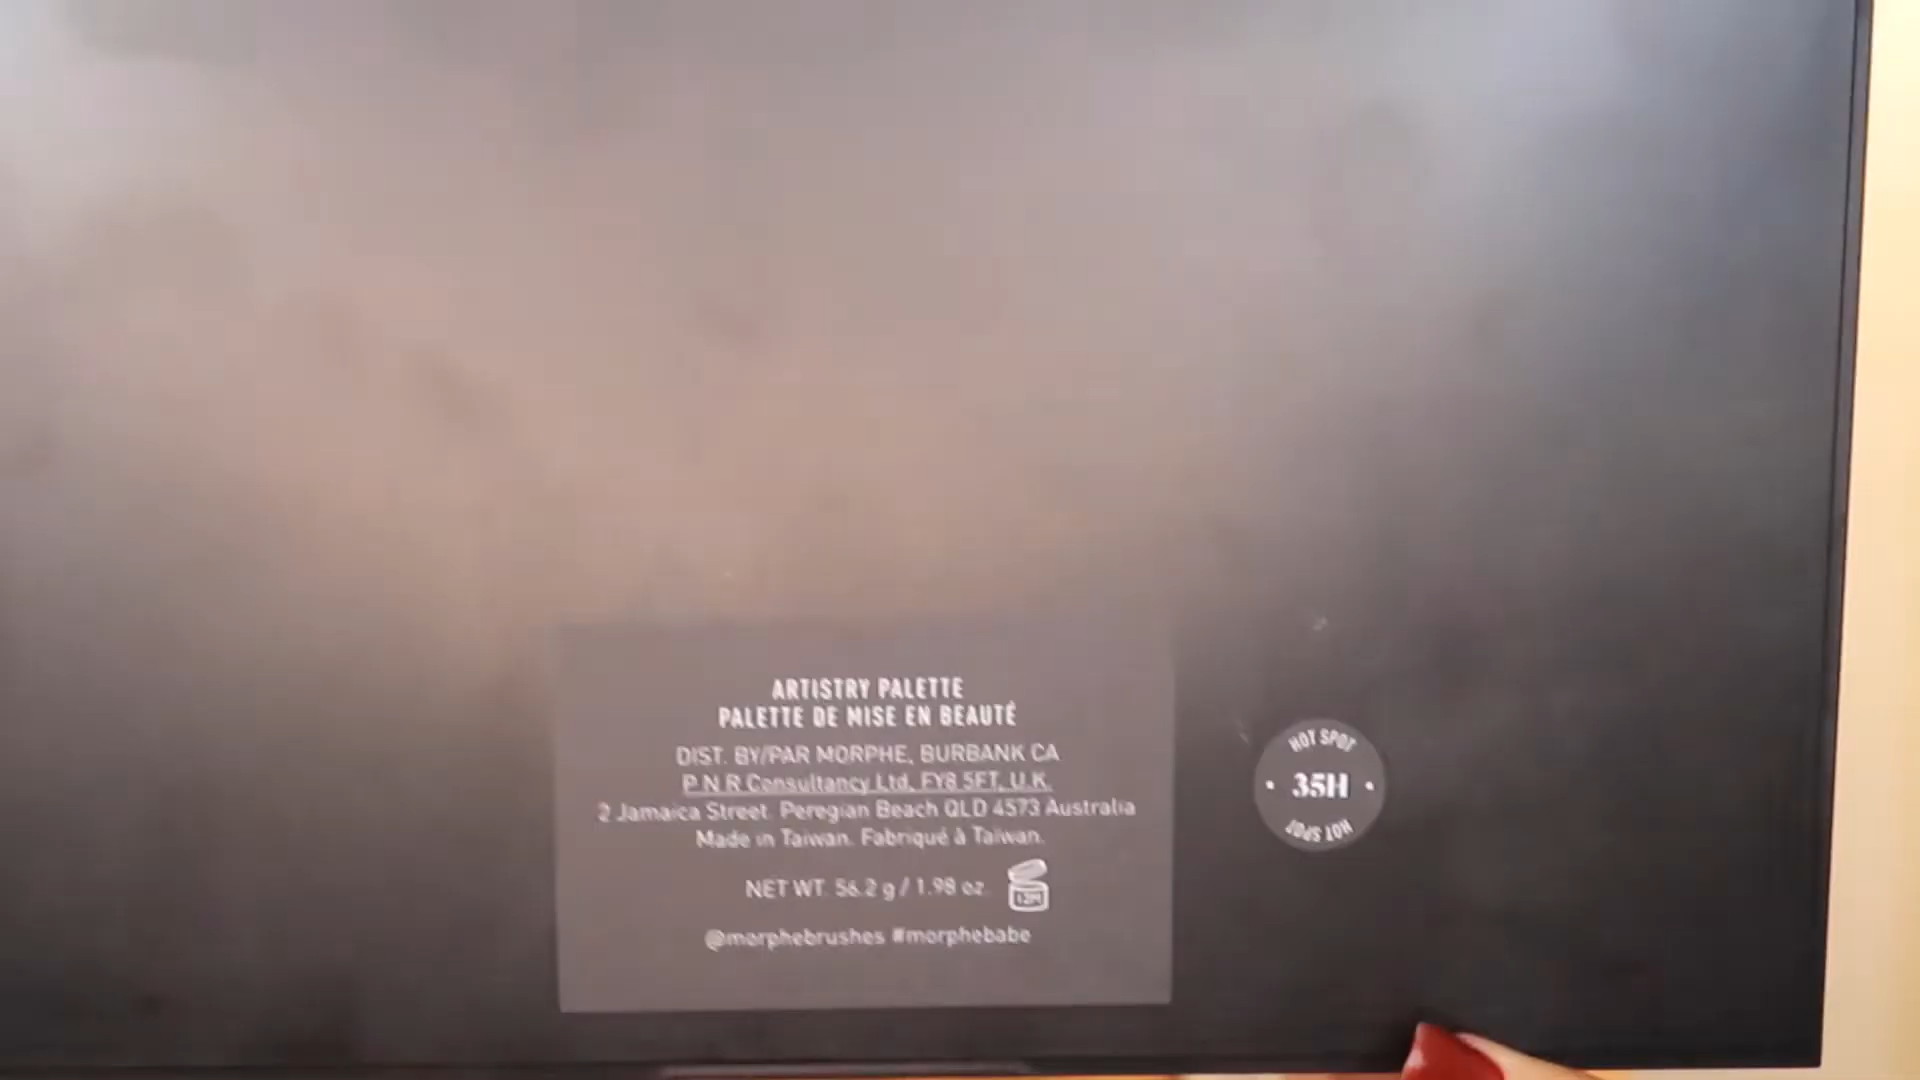 ARTISTRY PALETTE
PALETTE DE MISE EN BEAUTÉ
DIST. BY/PAR MORPHE, BURBANK CA
P N R Consultancy Ltd, FY8 5FT, U.K.
2 Jamaica Street. Peregian Beach QLD 4573 Australia
Made in Taiwan. Fabriqué à Taiwan.
NET WT. 56.2 g / 1.98 oz.
12M
@morphebrushes #morphebabe
HOT SPOT
· 35H ·
HOT SPOT